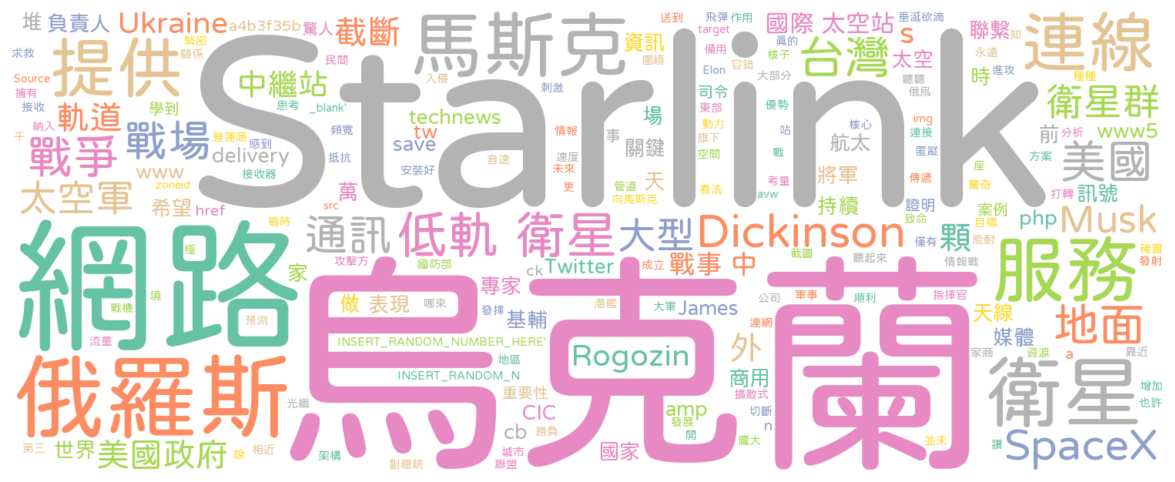 堆 負責人 Ukraine a4b3f35b 驚人 截斷 馬斯克 送到 飛彈 作用 國際 太空站 垂涎欲滴 聯繫 知 連線
求救 提供 緊密 關係 Starlink 民間 資訊 圍繞 target 備用 核子 容錯 真的 台灣 s 太空 永遠 進攻 種種
Source 擁有 接收 中繼站 入侵 刺激 Elon 大部分 聽聽 俄烏 時 衛星群
軌道 學到 思考 _blank' technews 司令 東部 優勢 核心 img 連接 前 分析 www5
千 納入 營運商 感到 頻寬 tw 情報 場 動力 旗下 站 航太 匿蹤 座 方案
戰爭 戰場 delivery 抵抗 save 音速 事 關鍵 空間 戰 美國
www zoneid 接收器 安裝好 速度 未來 天 管道 看法 考量 將軍 傳遞 驚奇 打轉
太空軍 希望 href 戰時 萬 src 更 向馬斯克 avw 持續 證明 致命 案例 訊號 php Musk
通訊 低軌 衛星 大型 Dickinson 顆 僅有 目標 能耐 確實 發射
網路 極 家 攻擊方 國防部 專家 ck Twitter 成立 戰事 中 截圖 聽起來 情報戰 服務
戰機 境 烏克蘭 做 表現 哪來 發揮 潛艦 大軍 James 公司 軍事 順利 指揮官 天線 地面
流量 預測 INSERT_RANDOM_NUMBER_HERE' 基輔 連網 媒體 a
俄羅斯 地區 Rogozin 外 家商 資源 靠近
INSERT_RANDOM_N 重要性 商用 擴散式 衛星 增加
光纖 CIC 勝負 amp 發展 開 切斷 n 也許
cb 龐大 讚
第三 世界 美國政府 說 相近 架構 副總統 城市 聯盟 國家 並未 SpaceX